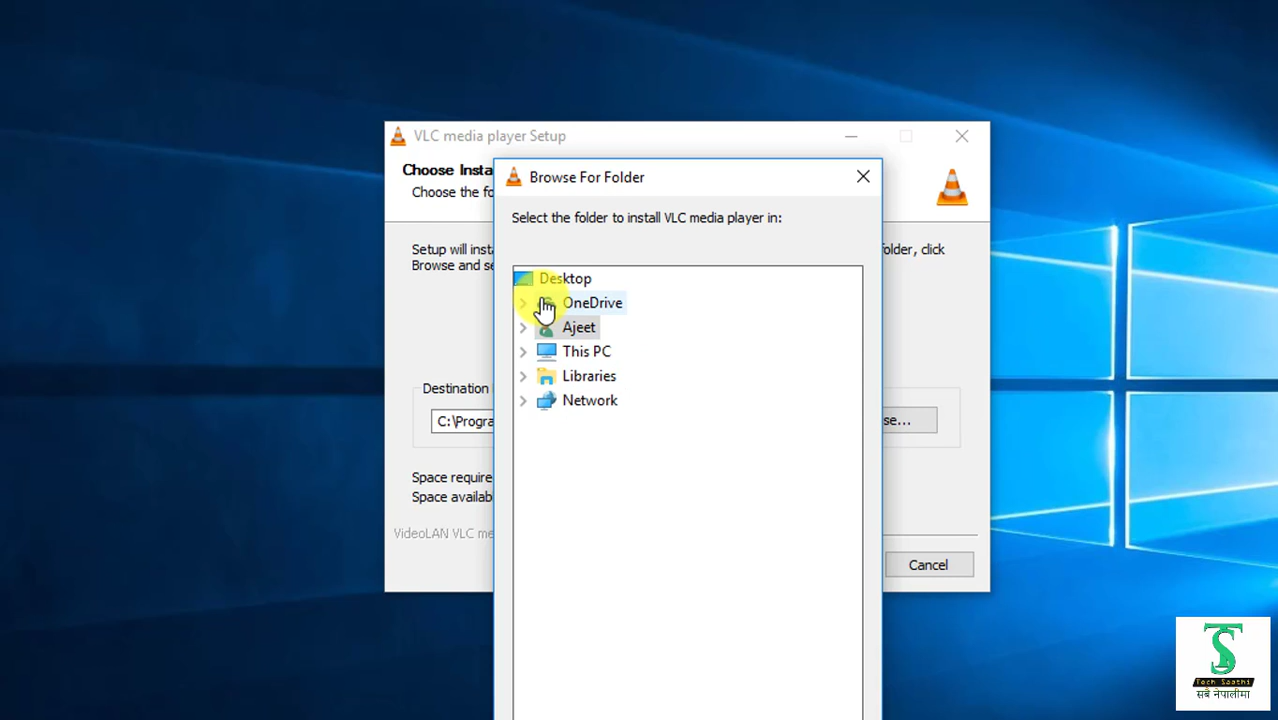 VLC media player Setup
Choose Insta
Choose the fo
Browse For Folder
Select the folder to install VLC media player in:
Setup will insta
folder, click
Browse and se
Desktop
OneDrive
Ajeet
This PC
Libraries
Network
Destination
C:\Progra
se...
Space require
Space availab
VideoLAN VLC me
Cancel
Tech Saathi
सबै नेपालीमा